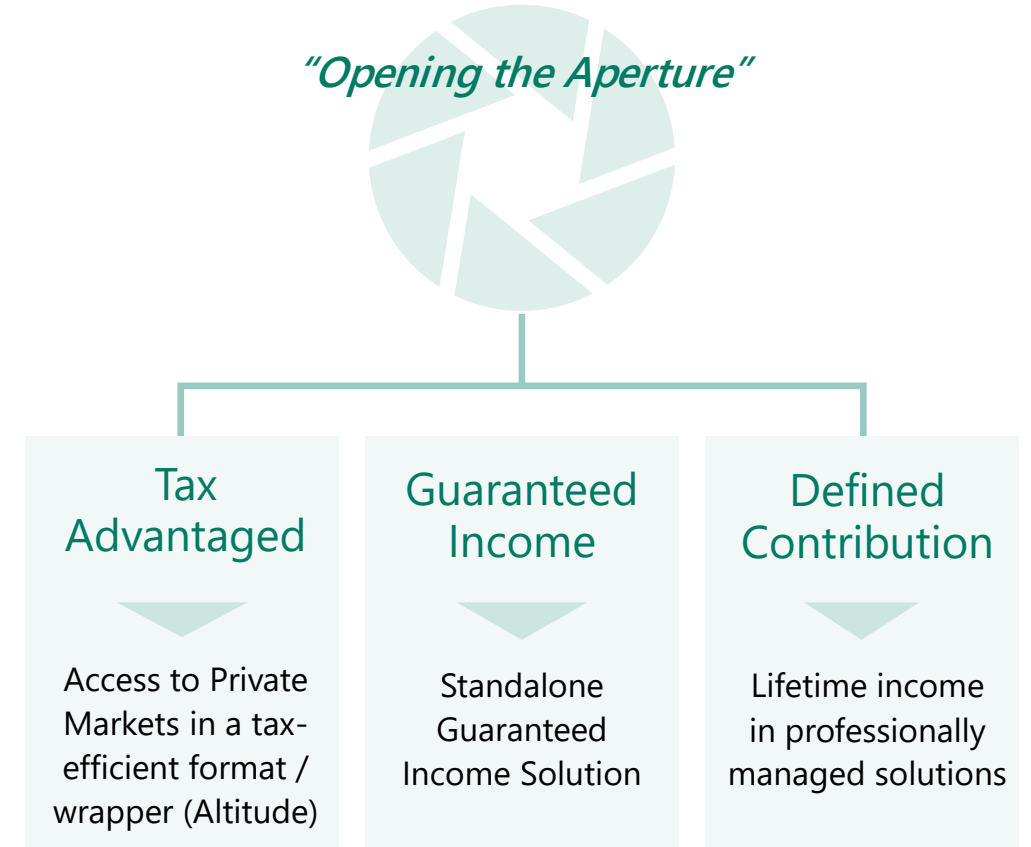 “Opening the Aperture”
Tax
Advantaged
Access to Private
Markets in a tax-
efficient format /
wrapper (Altitude)
Guaranteed
Income
Standalone
Guaranteed
Income Solution
Defined
Contribution
Lifetime income
in professionally
managed solutions